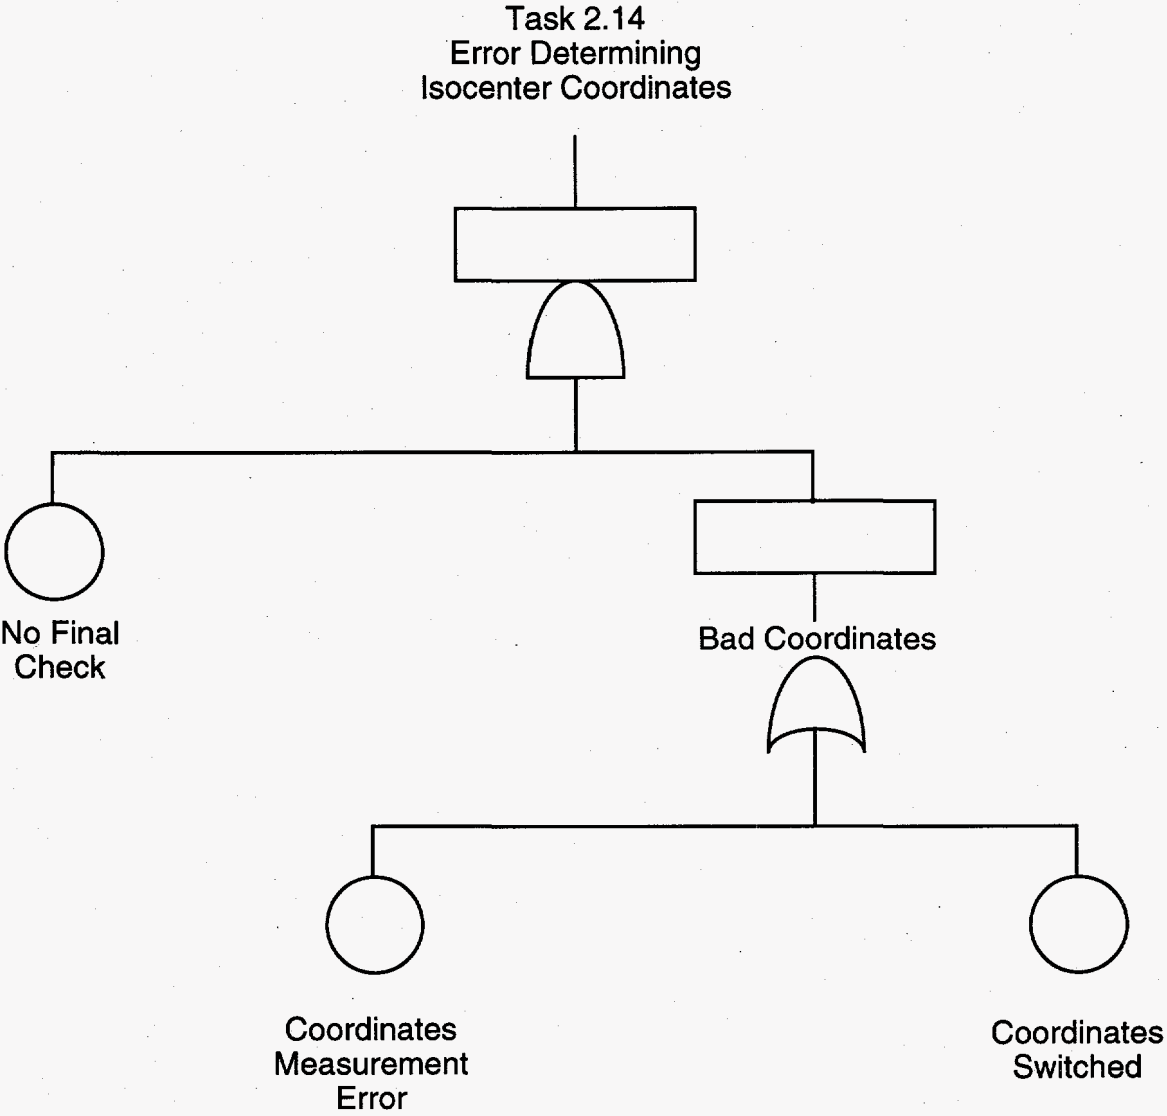 Task 2.14
Error Determining
Isocenter Coordinates
No Final
Check
Bad Coordinates
Coordinates
Measurement
Error
Coordinates
Switched